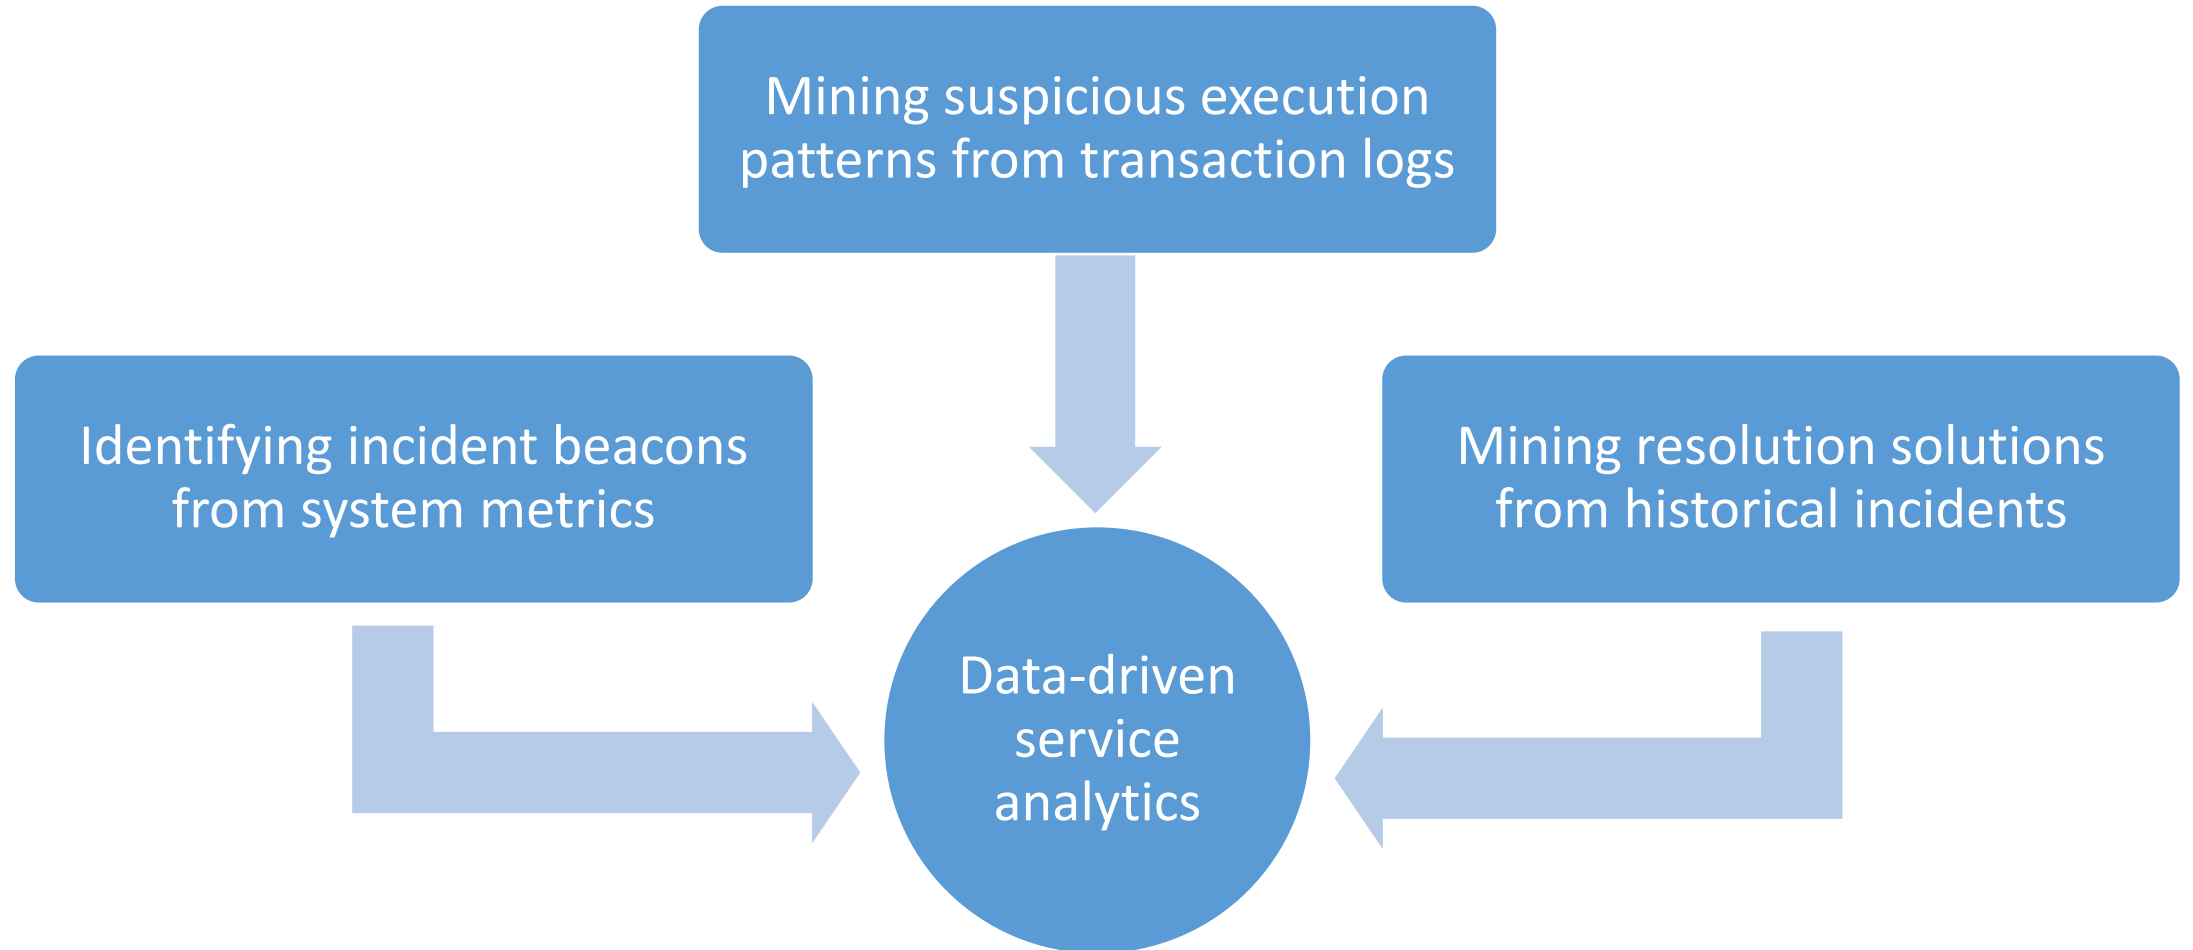 Mining suspicious execution
patterns from transaction logs
Identifying incident beacons
from system metrics
Mining resolution solutions
from historical incidents
Data-driven
service
analytics